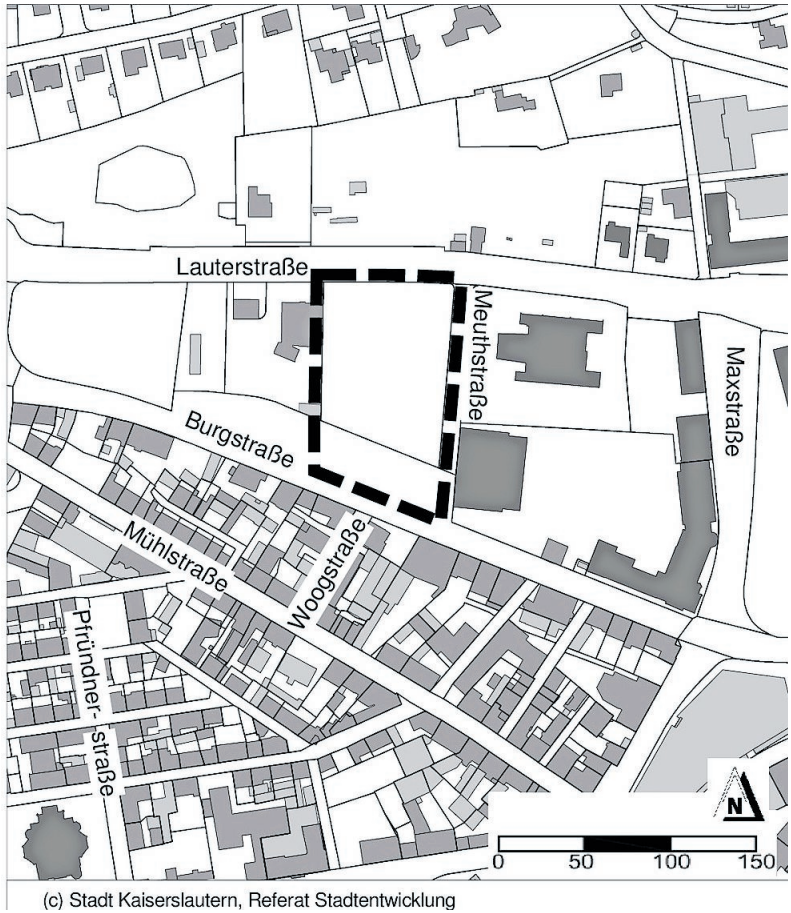 Lauterstraße
Meuthstraße
Maxstraße
Burgstraße
Mühlstraße
Woogstraße
Pfründner- straße
N
0 50 100 150
(c) Stadt Kaiserslautern, Referat Stadtentwicklung